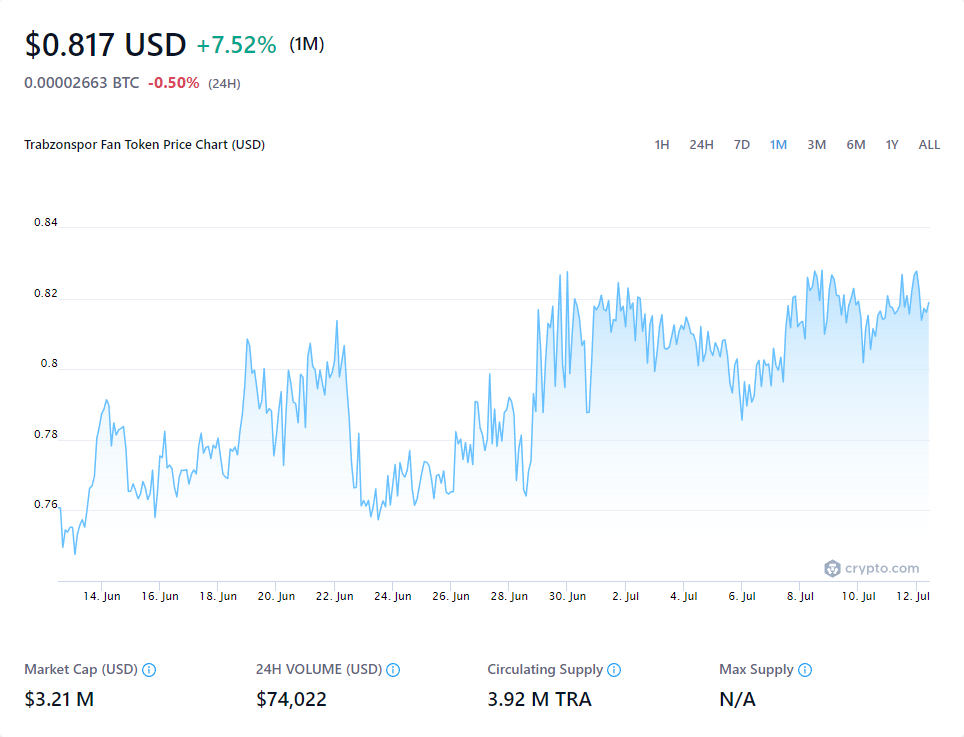 $0.817 USD +7.52% (1M)
0.00002663 BTC -0.50% (24H)
Trabzonspor Fan Token Price Chart (USD) 1H 24H 7D 1M 3M 6M 1Y ALL
0.84
0.82
0.8
0.78
0.76
crypto.com
14. Jun 16. Jun 18. Jun 20. Jun 22. Jun 24. Jun 26. Jun 28. Jun 30. Jun 2. Jul 4. Jul 6. Jul 8. Jul 10. Jul 12. Jul
Market Cap (USD) 24H VOLUME (USD) Circulating Supply Max Supply
$3.21 M $74,022 3.92 M TRA N/A